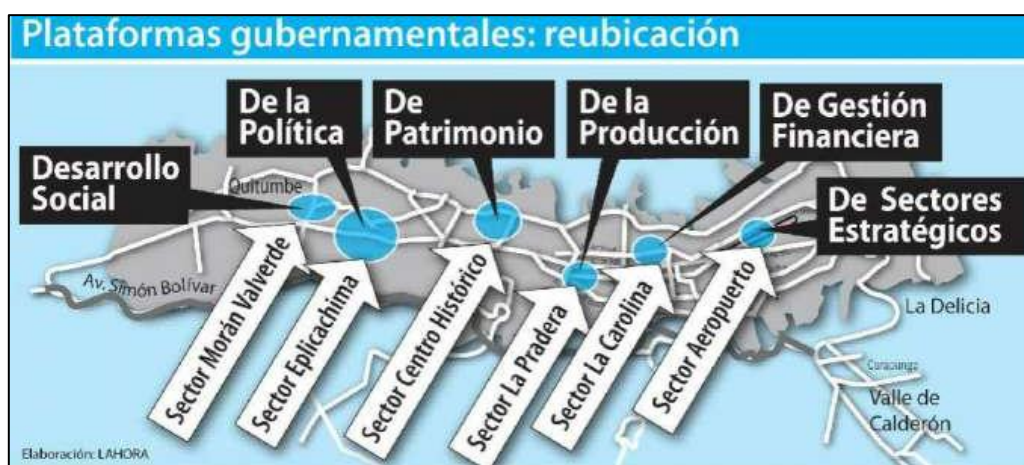 Plataformas gubernamentales: reubicación
Desarrollo
Social
De la
Política
De
Patrimonio
De la
Producción
De Gestión
Financiera
De Sectores
Estratégicos
Quitumbe
Av. Simón Bolívar
La Delicia
Carapungo
Valle de
Calderón
Sector Morán Valverde
Sector Eplicachima
Sector Centro Histórico
Sector La Pradera
Sector La Carolina
Sector Aeropuerto
Elaboración: LAHORA